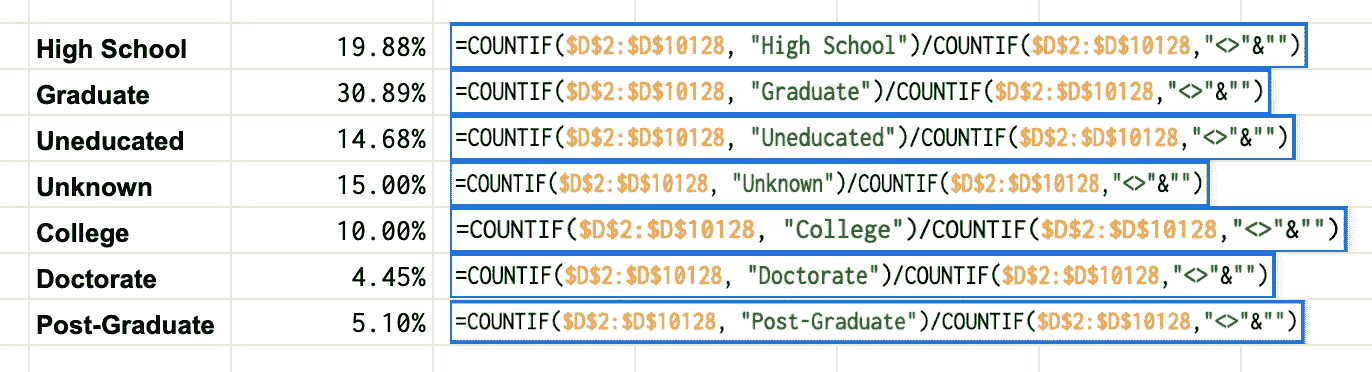 High School 19.88% =COUNTIF($D$2:$D$10128, "High School")/COUNTIF($D$2:$D$10128,"<>"&"")
Graduate 30.89% =COUNTIF($D$2:$D$10128, "Graduate")/COUNTIF($D$2:$D$10128,"<>"&"")
Uneducated 14.68% =COUNTIF($D$2:$D$10128, "Uneducated")/COUNTIF($D$2:$D$10128,"<>"&"")
Unknown 15.00% =COUNTIF($D$2:$D$10128, "Unknown")/COUNTIF($D$2:$D$10128,"<>"&"")
College 10.00% =COUNTIF($D$2:$D$10128, "College")/COUNTIF($D$2:$D$10128,"<>"&"")
Doctorate 4.45% =COUNTIF($D$2:$D$10128, "Doctorate")/COUNTIF($D$2:$D$10128,"<>"&"")
Post-Graduate 5.10% =COUNTIF($D$2:$D$10128, "Post-Graduate")/COUNTIF($D$2:$D$10128,"<>"&"")